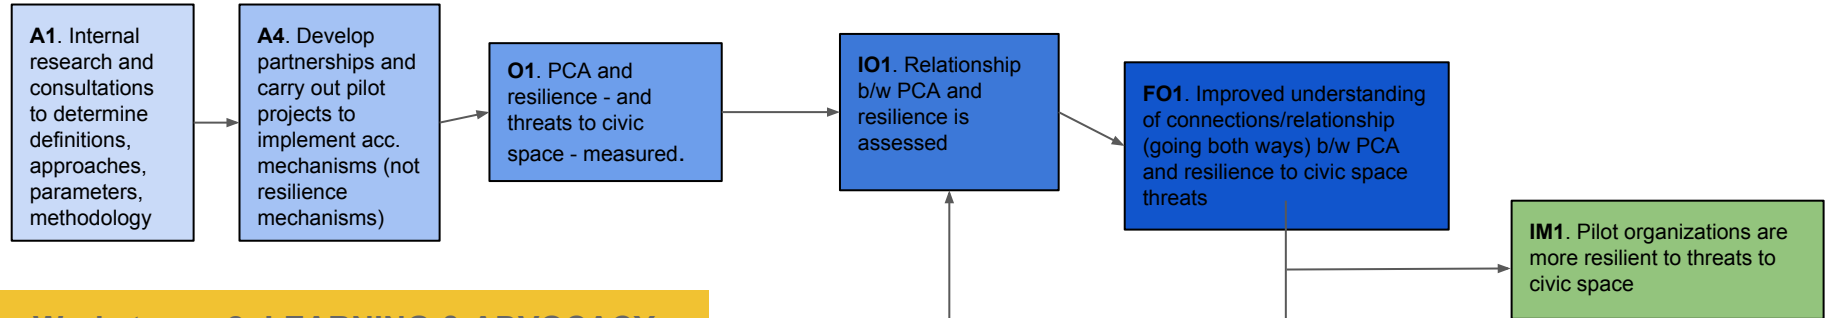 A1. Internal
research and
consultations
to determine
definitions,
approaches,
parameters,
methodology
A4. Develop
partnerships and
carry out pilot
projects to
implement acc.
mechanisms (not
resilience
mechanisms)
O1. PCA and
resilience - and
threats to civic
space - measured.
IO1. Relationship
b/w PCA and
resilience is
assessed
FO1. Improved understanding
of connections/relationship
(going both ways) b/w PCA
and resilience to civic space
threats
IM1. Pilot organizations are
more resilient to threats to
civic space
LEARNING & ADVOCACY